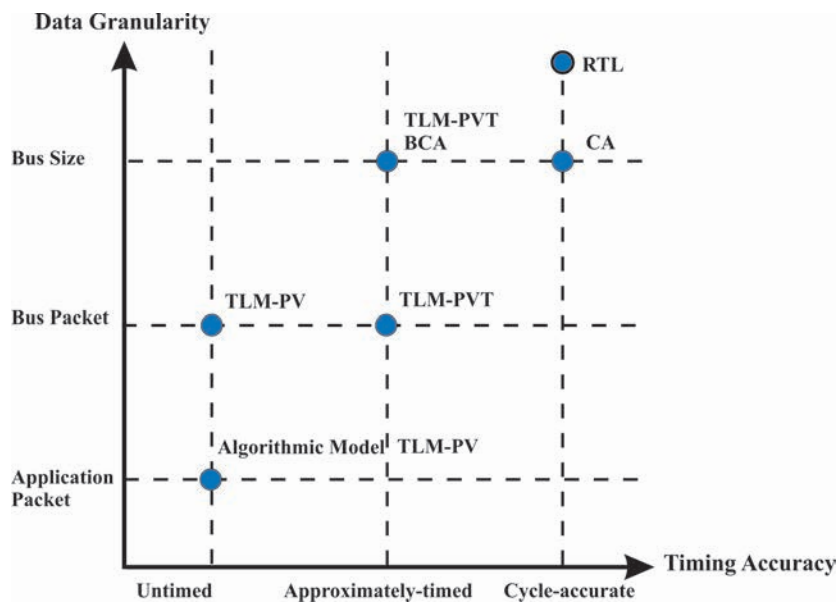 Data Granularity
RTL
TLM-PVT
BCA
CA
Bus Size
TLM-PV
TLM-PVT
Bus Packet
Algorithmic Model TLM-PV
Application
Packet
Timing Accuracy
Untimed
Approximately-timed
Cycle-accurate